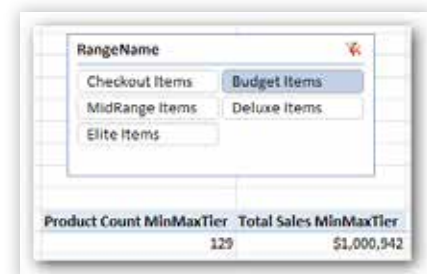 RangeName
Checkout Items Budget Items
MidRange Items Deluxe Items
Elite Items
Product Count MinMaxTier Total Sales MinMaxTier
129 $1,000,942